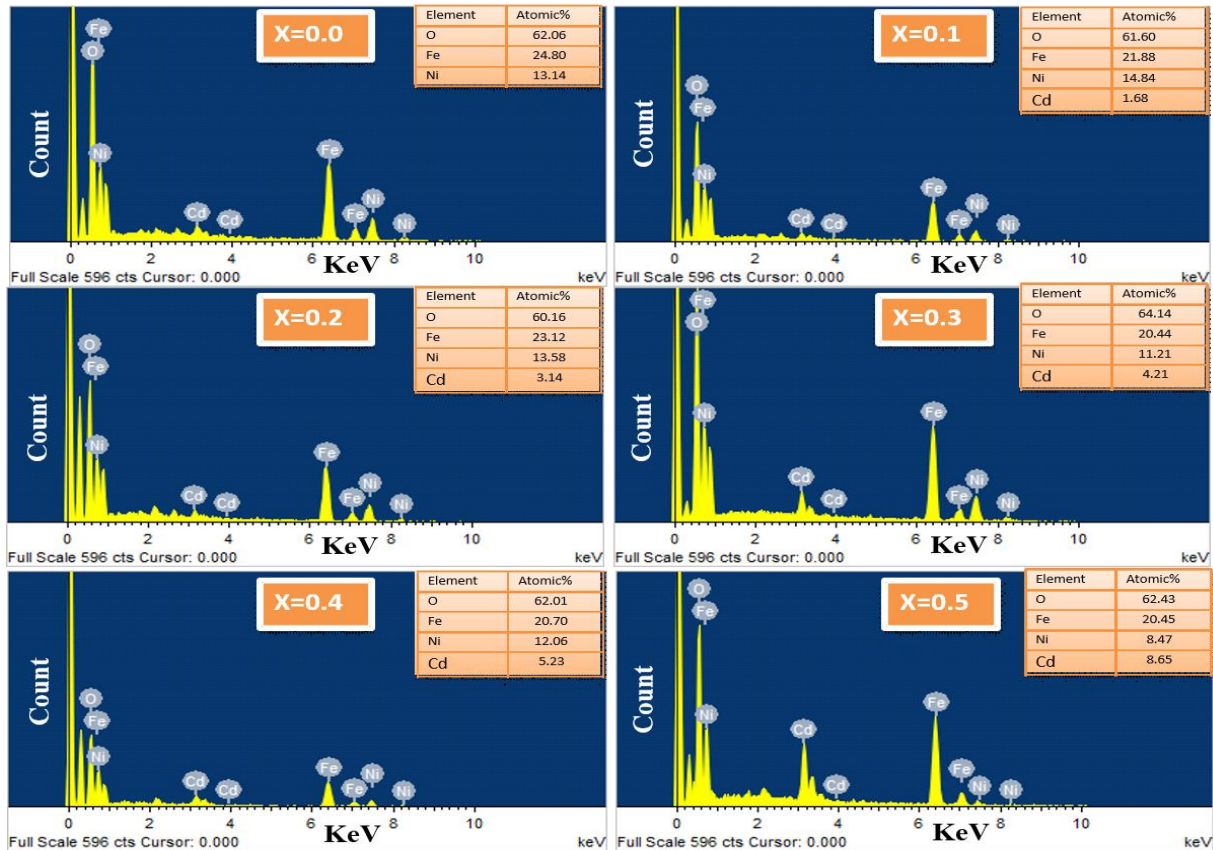 X=0.0
Element Atomic%
O 62.06
Fe 24.80
Ni 13.14
Count
Fe
O
Ni
Cd
Cd
Fe
Fe
Ni
Ni
0 2 4 6 8 10
KeV
Full Scale 596 cts Cursor: 0.000 keV
X=0.1
Element Atomic%
O 61.60
Fe 21.88
Ni 14.84
Cd 1.68
Count
O
Fe
Ni
Cd
Cd
Fe
Fe
Ni
Ni
0 2 4 6 8 10
KeV
Full Scale 596 cts Cursor: 0.000 keV
X=0.2
Element Atomic%
O 60.16
Fe 23.12
Ni 13.58
Cd 3.14
Count
O
Fe
Ni
Cd
Cd
Fe
Fe
Ni
Ni
0 2 4 6 8 10
KeV
Full Scale 596 cts Cursor: 0.000 keV
X=0.3
Element Atomic%
O 64.14
Fe 20.44
Ni 11.21
Cd 4.21
Count
Fe
O
Ni
Cd
Cd
Fe
Fe
Ni
Ni
0 2 4 6 8 10
KeV
Full Scale 596 cts Cursor: 0.000 keV
X=0.4
Element Atomic%
O 62.01
Fe 20.70
Ni 12.06
Cd 5.23
Count
O
Fe
Ni
Cd
Cd
Fe
Fe
Ni
Ni
0 2 4 6 8 10
KeV
Full Scale 596 cts Cursor: 0.000 keV
X=0.5
Element Atomic%
O 62.43
Fe 20.45
Ni 8.47
Cd 8.65
Count
O
Fe
Ni
Cd
Cd
Fe
Fe
Ni
Ni
0 2 4 6 8 10
KeV
Full Scale 596 cts Cursor: 0.000 keV